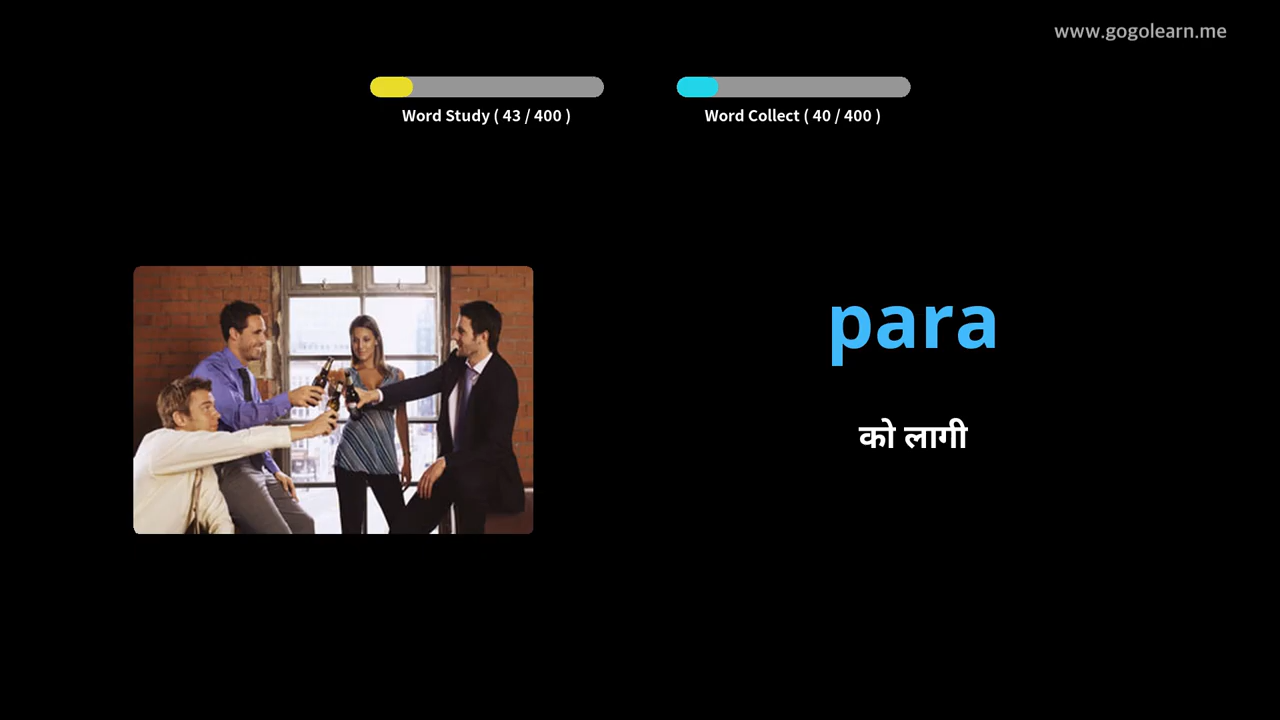 www.gogolearn.me
Word Study ( 43 / 400 )
Word Collect ( 40 / 400 )
para
को लागी